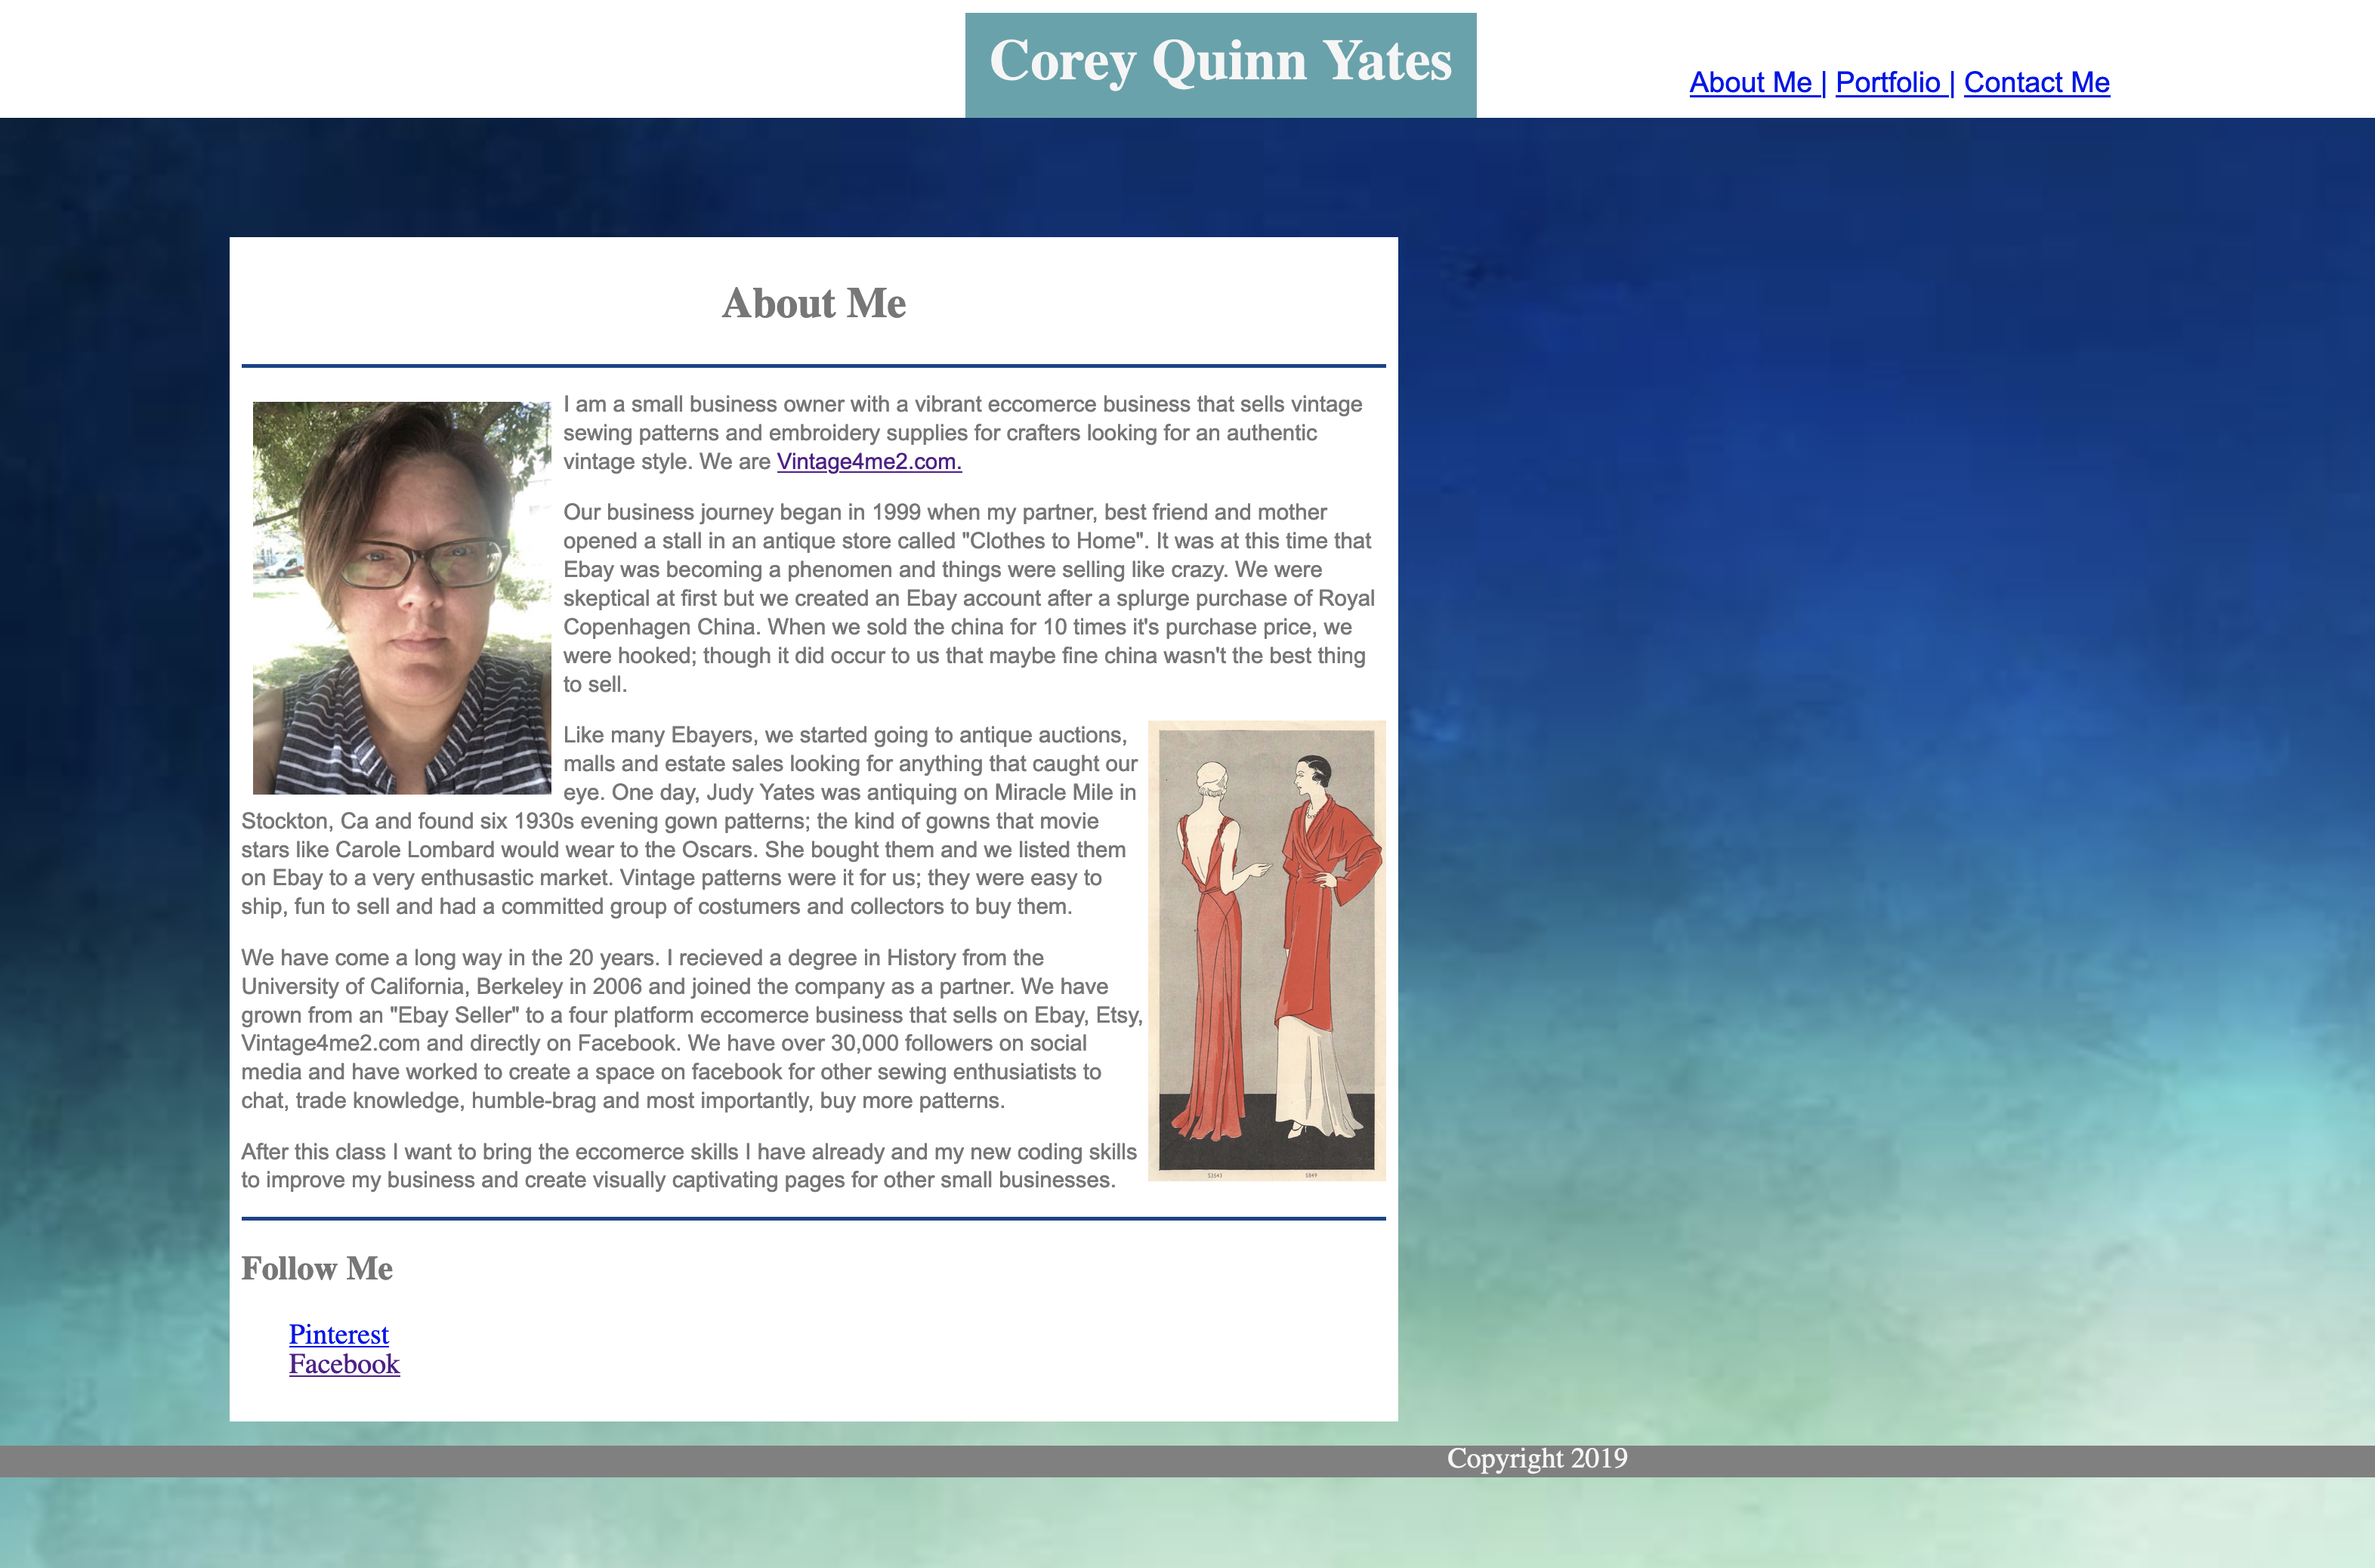 Corey Quinn Yates
About Me | Portfolio | Contact Me
About Me
I am a small business owner with a vibrant eccomerce business that sells vintage
sewing patterns and embroidery supplies for crafters looking for an authentic
vintage style. We are Vintage4me2.com.
Our business journey began in 1999 when my partner, best friend and mother
opened a stall in an antique store called "Clothes to Home". It was at this time that
Ebay was becoming a phenomen and things were selling like crazy. We were
skeptical at first but we created an Ebay account after a splurge purchase of Royal
Copenhagen China. When we sold the china for 10 times it's purchase price, we
were hooked; though it did occur to us that maybe fine china wasn't the best thing
to sell.
Like many Ebayers, we started going to antique auctions,
malls and estate sales looking for anything that caught our
eye. One day, Judy Yates was antiquing on Miracle Mile in
Stockton, Ca and found six 1930s evening gown patterns; the kind of gowns that movie
stars like Carole Lombard would wear to the Oscars. She bought them and we listed them
on Ebay to a very enthusastic market. Vintage patterns were it for us; they were easy to
ship, fun to sell and had a committed group of costumers and collectors to buy them.
We have come a long way in the 20 years. I recieved a degree in History from the
University of California, Berkeley in 2006 and joined the company as a partner. We have
grown from an "Ebay Seller" to a four platform eccomerce business that sells on Ebay, Etsy,
Vintage4me2.com and directly on Facebook. We have over 30,000 followers on social
media and have worked to create a space on facebook for other sewing enthusiatists to
chat, trade knowledge, humble-brag and most importantly, buy more patterns.
After this class I want to bring the eccomerce skills I have already and my new coding skills
to improve my business and create visually captivating pages for other small businesses.
Follow Me
Pinterest
Facebook
Copyright 2019